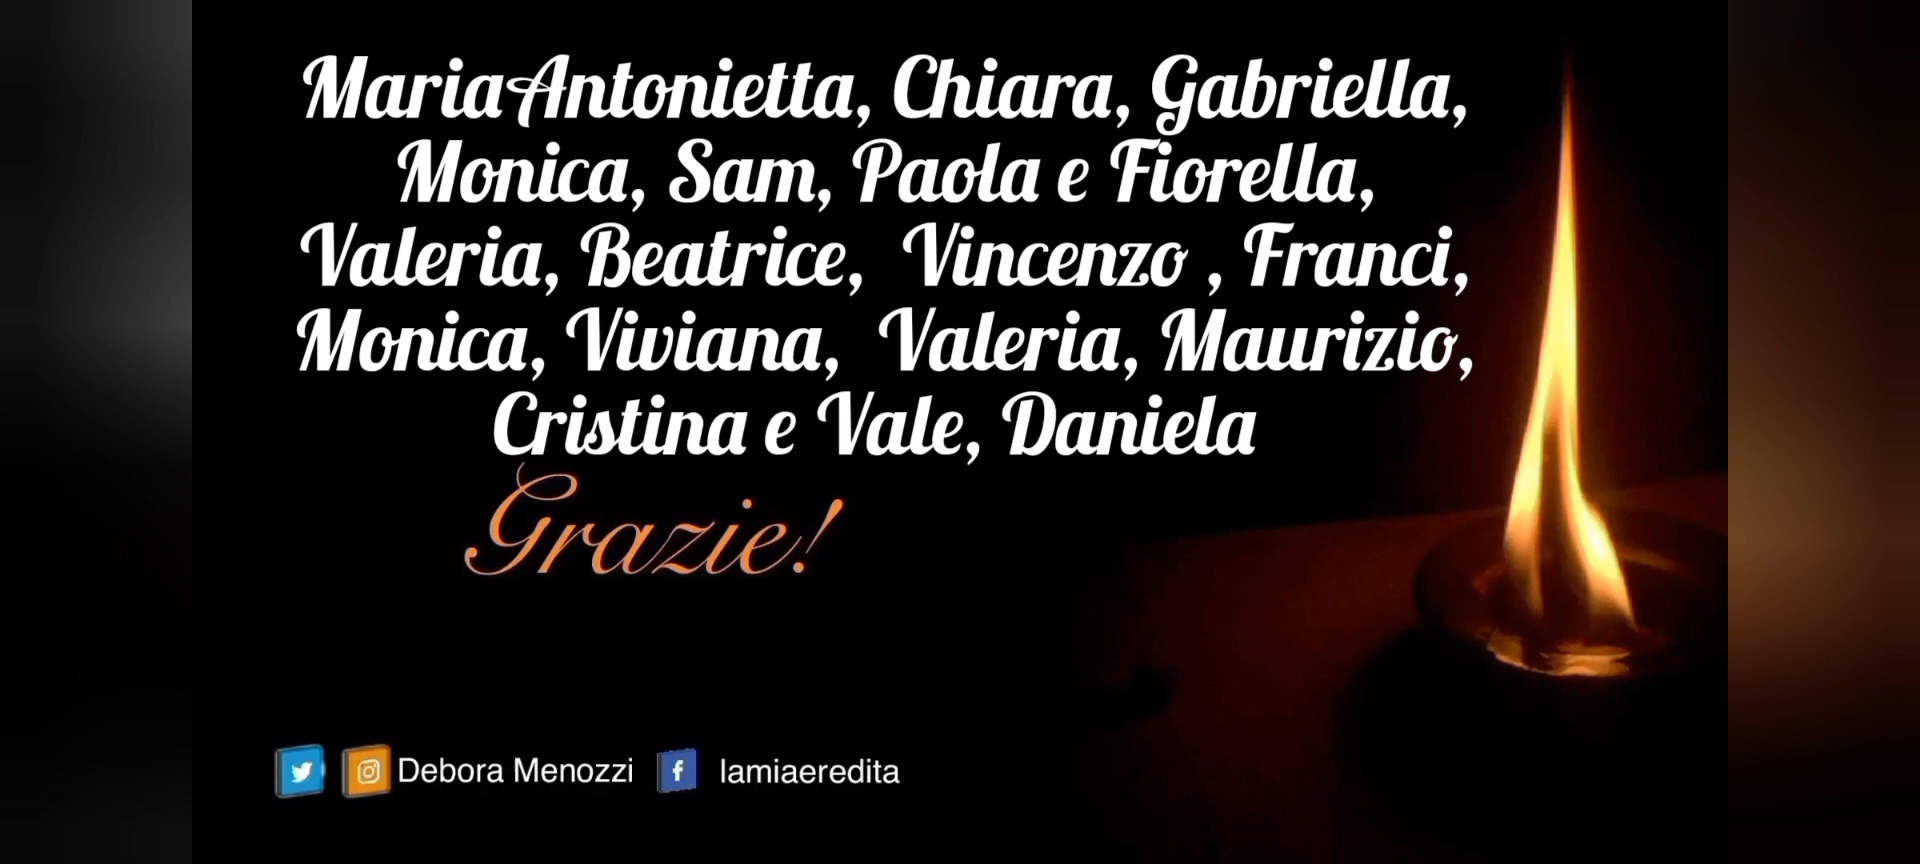 MariaAntonietta, Chiara, Gabriella,
Monica, Sam, Paola e Fiorella,
Valeria, Beatrice, Vincenzo , Franci,
Monica, Viviana, Valeria, Maurizio,
Cristina e Vale, Daniela
Grazie!
Debora Menozzi lamiaeredita